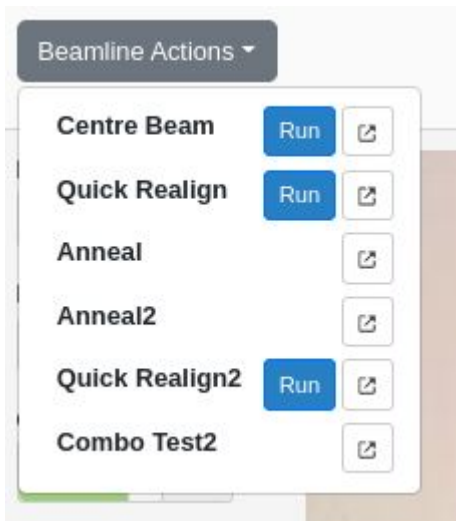 Beamline Actions
Centre Beam Run
Quick Realign Run
Anneal
Anneal2
Quick Realign2 Run
Combo Test2